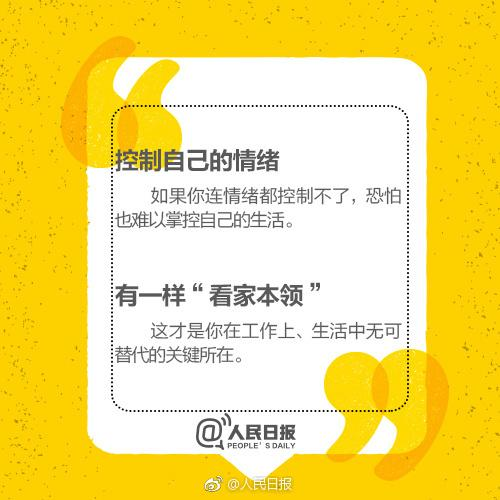 控制自己的情绪
如果你连情绪都控制不了，恐怕
也难以掌控自己的生活。
有一样“看家本领”
这才是你在工作上、生活中无可
替代的关键所在。
@人民日报
PEOPLE'S DAILY
@人民日报